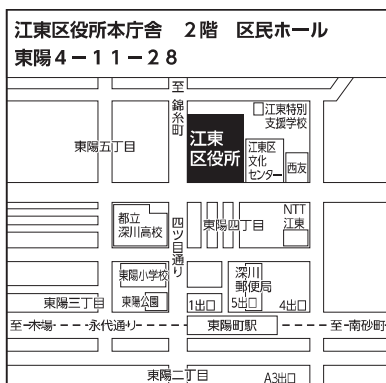 江東区役所本庁舎　２階　区民ホール
東陽４－１１－２８
至
錦糸町
江東特別
支援学校
江東
区役所
東陽五丁目
江東区
文化
センター
西友
都立
深川高校
四ツ目通り
東陽四丁目
NTT
江東
東陽小学校
深川
郵便局
東陽三丁目
東陽公園
1出口
5出口
4出口
至木場
永代通り
東陽町駅
至南砂町
東陽二丁目
A3出口